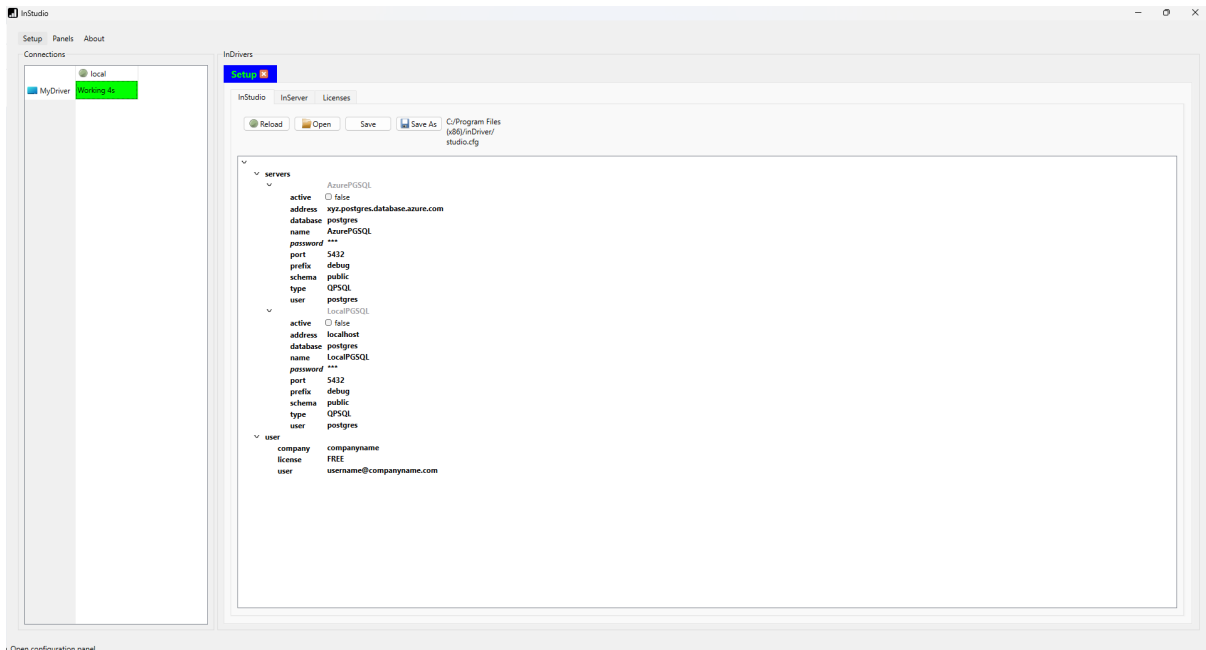 InStudio
Setup Panels About
Connections
local
MyDriver Working 4s
InDrivers
Setup
InStudio InServer Licenses
Reload Open Save Save As C:/Program Files
(x86)/inDriver/
studio.cfg
servers
AzurePGSQL
active false
address xyz.postgres.database.azure.com
database postgres
name AzurePGSQL
password ***
port 5432
prefix debug
schema public
type QPSQL
user postgres
LocalPGSQL
active false
address localhost
database postgres
name LocalPGSQL
password ***
port 5432
prefix debug
schema public
type QPSQL
user postgres
user
company companyname
license FREE
user username@companyname.com
Open configuration panel